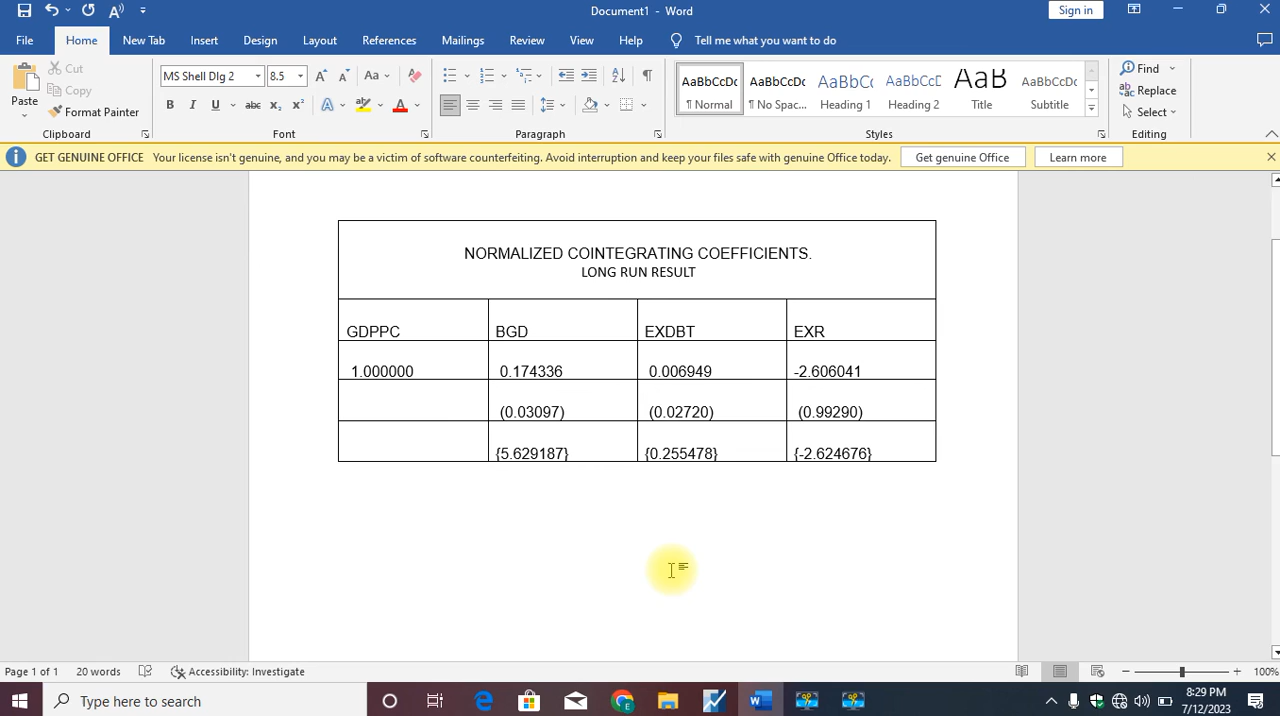 Document1 - Word
Sign in
File Home New Tab Insert Design Layout References Mailings Review View Help Tell me what you want to do
Paste
Cut
Copy
Format Painter
Clipboard
MS Shell Dlg 2 8.5
Font
Paragraph
AaBbCcDc ¶ Normal
AaBbCcDc ¶ No Spac...
AaBbCc Heading 1
AaBbCc Heading 2
AaB Title
AaBbCcD Subtitle
Styles
Find
Replace
Select
Editing
GET GENUINE OFFICE Your license isn't genuine, and you may be a victim of software counterfeiting. Avoid interruption and keep your files safe with genuine Office today. Get genuine Office Learn more
NORMALIZED COINTEGRATING COEFFICIENTS.
LONG RUN RESULT
GDPPC BGD EXDBT EXR
1.000000 0.174336 0.006949 -2.606041
(0.03097) (0.02720) (0.99290)
{5.629187} {0.255478} {-2.624676}
Page 1 of 1 20 words Accessibility: Investigate 100%
Type here to search
8:29 PM
7/12/2023